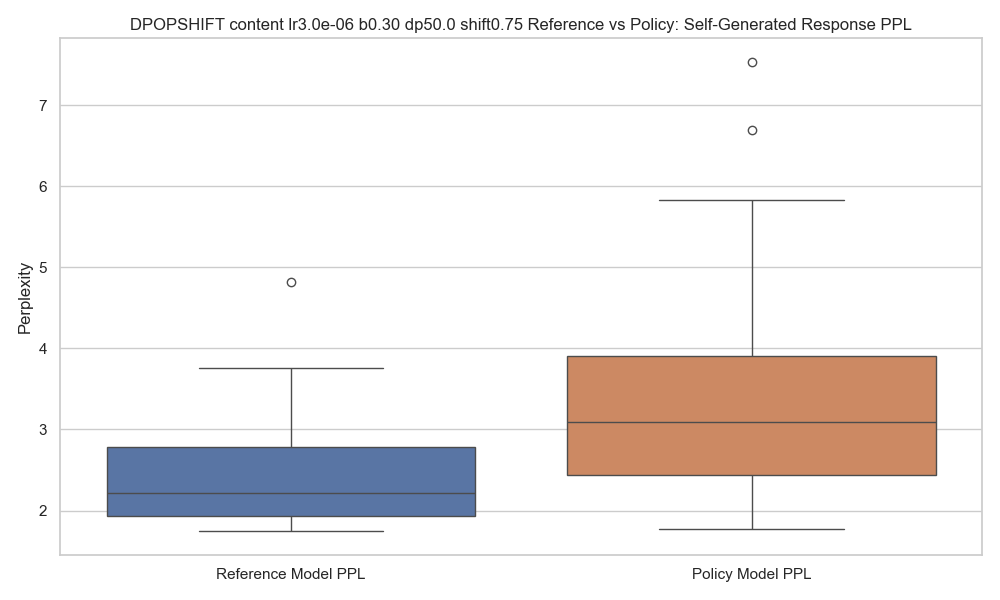 DPOPSHIFT content lr3.0e-06 b0.30 dp50.0 shift0.75 Reference vs Policy: Self-Generated Response PPL
Perplexity
7
6
5
4
3
2
Reference Model PPL
Policy Model PPL